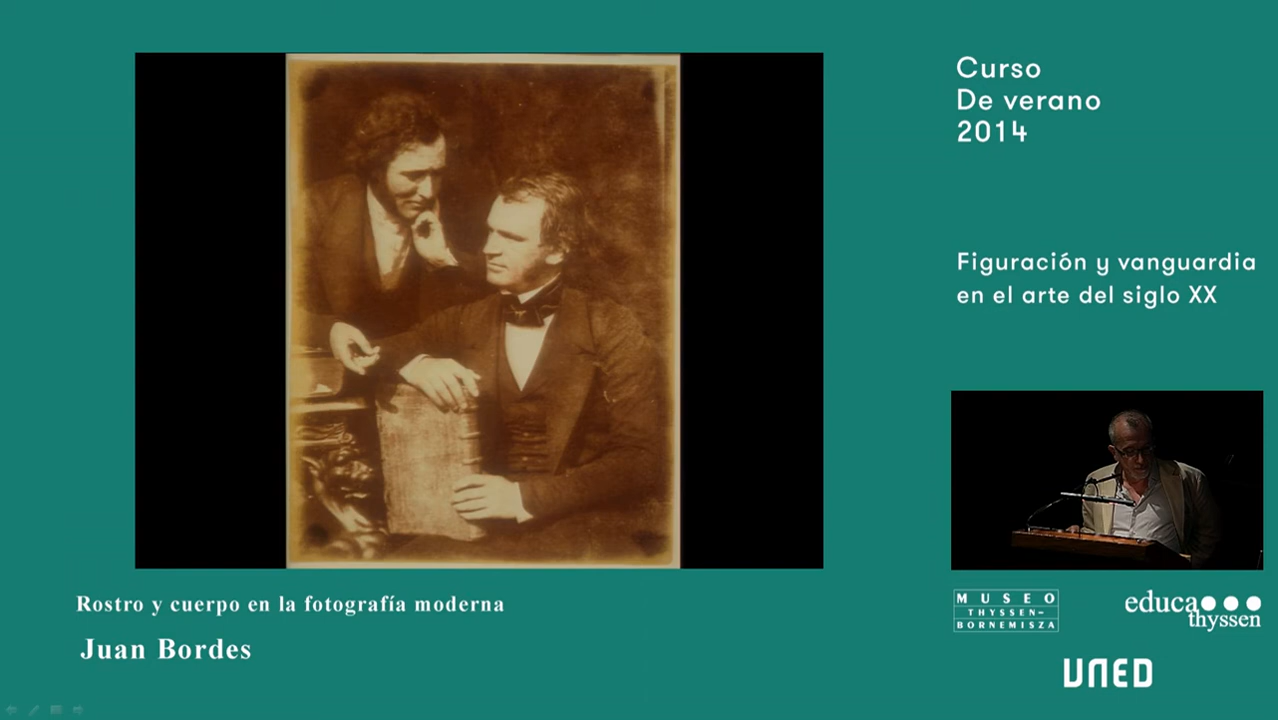 Curso
De verano
2014
Figuración y vanguardia
en el arte del siglo XX
Rostro y cuerpo en la fotografía moderna
Juan Bordes
MUSEO
THYSSEN-
BORNEMISZA
educa
thyssen
UNED